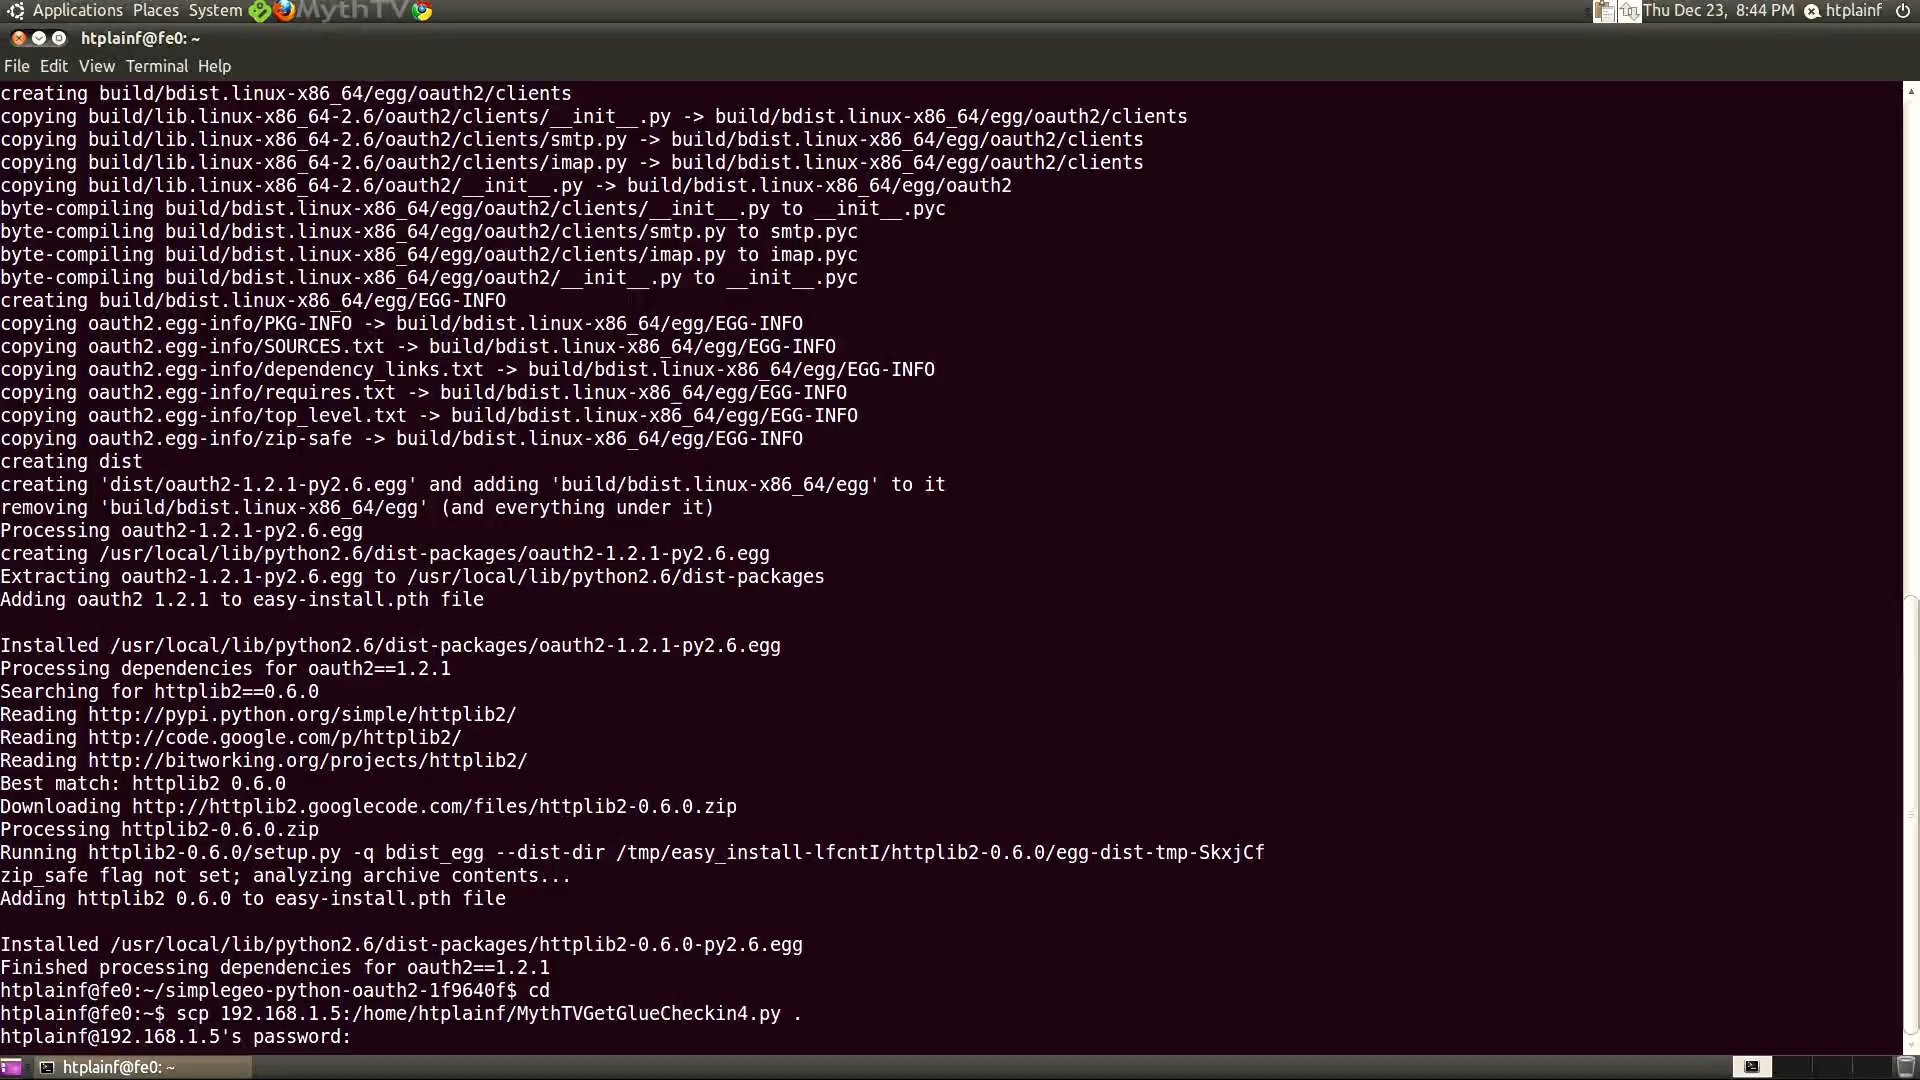 Applications Places System MythTV Thu Dec 23, 8:44 PM htplainf
htplainf@fe0: ~
File Edit View Terminal Help
creating build/bdist.linux-x86_64/egg/oauth2/clients
copying build/lib.linux-x86_64-2.6/oauth2/clients/__init__.py -> build/bdist.linux-x86_64/egg/oauth2/clients
copying build/lib.linux-x86_64-2.6/oauth2/clients/smtp.py -> build/bdist.linux-x86_64/egg/oauth2/clients
copying build/lib.linux-x86_64-2.6/oauth2/clients/imap.py -> build/bdist.linux-x86_64/egg/oauth2/clients
copying build/lib.linux-x86_64-2.6/oauth2/__init__.py -> build/bdist.linux-x86_64/egg/oauth2
byte-compiling build/bdist.linux-x86_64/egg/oauth2/clients/__init__.py to __init__.pyc
byte-compiling build/bdist.linux-x86_64/egg/oauth2/clients/smtp.py to smtp.pyc
byte-compiling build/bdist.linux-x86_64/egg/oauth2/clients/imap.py to imap.pyc
byte-compiling build/bdist.linux-x86_64/egg/oauth2/__init__.py to __init__.pyc
creating build/bdist.linux-x86_64/egg/EGG-INFO
copying oauth2.egg-info/PKG-INFO -> build/bdist.linux-x86_64/egg/EGG-INFO
copying oauth2.egg-info/SOURCES.txt -> build/bdist.linux-x86_64/egg/EGG-INFO
copying oauth2.egg-info/dependency_links.txt -> build/bdist.linux-x86_64/egg/EGG-INFO
copying oauth2.egg-info/requires.txt -> build/bdist.linux-x86_64/egg/EGG-INFO
copying oauth2.egg-info/top_level.txt -> build/bdist.linux-x86_64/egg/EGG-INFO
copying oauth2.egg-info/zip-safe -> build/bdist.linux-x86_64/egg/EGG-INFO
creating dist
creating 'dist/oauth2-1.2.1-py2.6.egg' and adding 'build/bdist.linux-x86_64/egg' to it
removing 'build/bdist.linux-x86_64/egg' (and everything under it)
Processing oauth2-1.2.1-py2.6.egg
creating /usr/local/lib/python2.6/dist-packages/oauth2-1.2.1-py2.6.egg
Extracting oauth2-1.2.1-py2.6.egg to /usr/local/lib/python2.6/dist-packages
Adding oauth2 1.2.1 to easy-install.pth file
Installed /usr/local/lib/python2.6/dist-packages/oauth2-1.2.1-py2.6.egg
Processing dependencies for oauth2==1.2.1
Searching for httplib2==0.6.0
Reading http://pypi.python.org/simple/httplib2/
Reading http://code.google.com/p/httplib2/
Reading http://bitworking.org/projects/httplib2/
Best match: httplib2 0.6.0
Downloading http://httplib2.googlecode.com/files/httplib2-0.6.0.zip
Processing httplib2-0.6.0.zip
Running httplib2-0.6.0/setup.py -q bdist_egg --dist-dir /tmp/easy_install-lfcntI/httplib2-0.6.0/egg-dist-tmp-SkxjCf
zip_safe flag not set; analyzing archive contents...
Adding httplib2 0.6.0 to easy-install.pth file
Installed /usr/local/lib/python2.6/dist-packages/httplib2-0.6.0-py2.6.egg
Finished processing dependencies for oauth2==1.2.1
htplainf@fe0:~/simplegeo-python-oauth2-1f9640f$ cd
htplainf@fe0:~$ scp 192.168.1.5:/home/htplainf/MythTVGetGlueCheckin4.py .
htplainf@192.168.1.5's password:
htplainf@fe0: ~